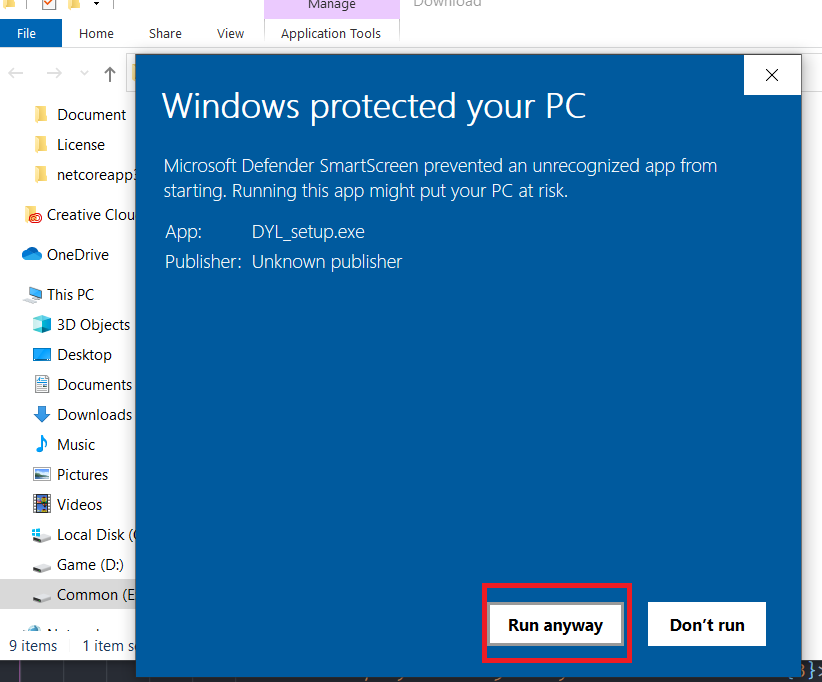 Manage
Download
File
Home
Share
View
Application Tools
Document
License
netcoreapp3
Creative Clou
OneDrive
This PC
3D Objects
Desktop
Documents
Downloads
Music
Pictures
Videos
Local Disk (
Game (D:)
Common (E
9 items
1 item s
Windows protected your PC
Microsoft Defender SmartScreen prevented an unrecognized app from
starting. Running this app might put your PC at risk.
App: DYL_setup.exe
Publisher: Unknown publisher
Run anyway
Don't run